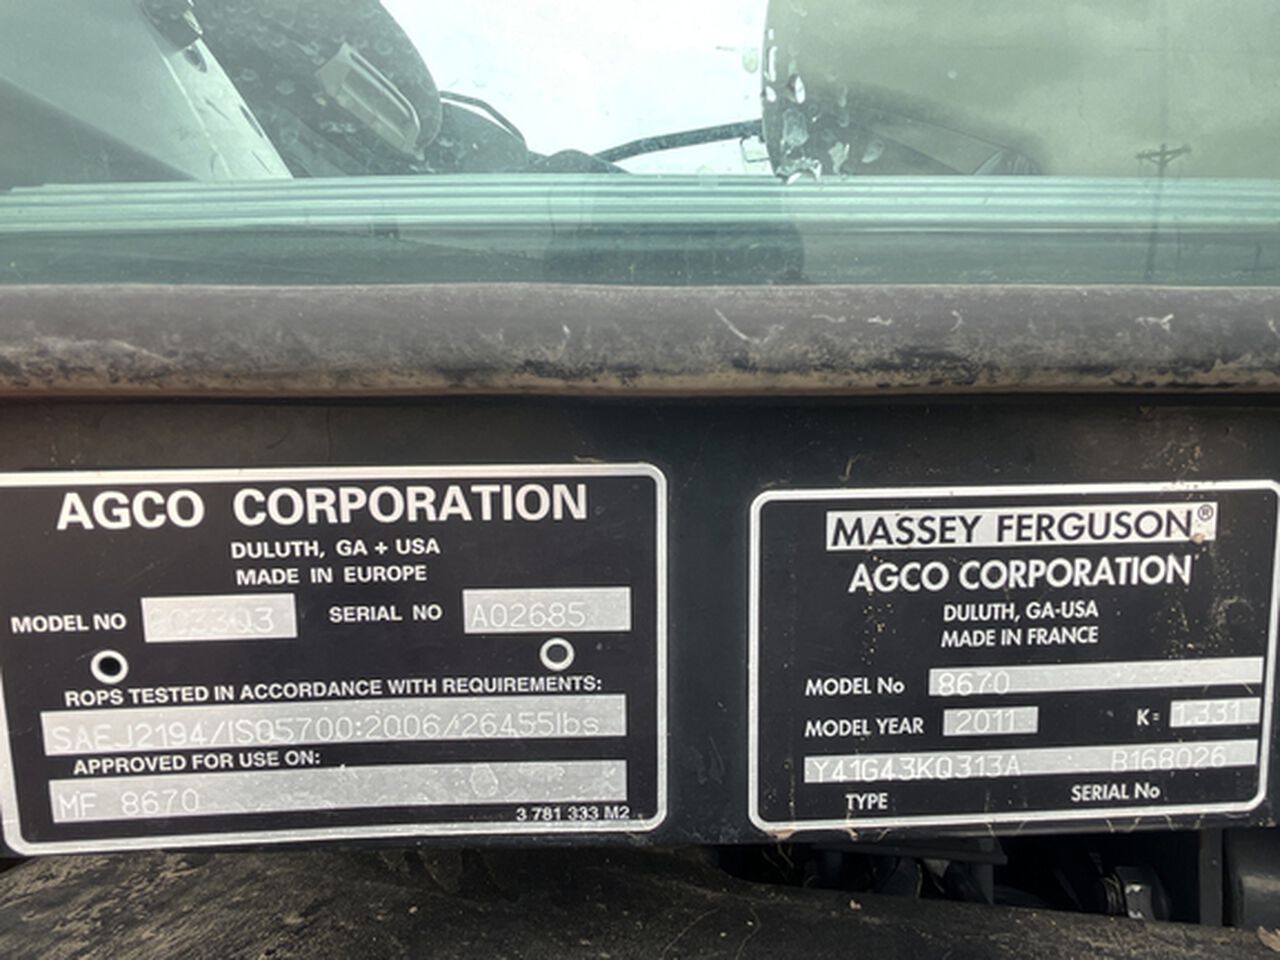 AGCO CORPORATION
DULUTH, GA + USA
MADE IN EUROPE
MODEL NO SERIAL NO A02685
ROPS TESTED IN ACCORDANCE WITH REQUIREMENTS:
SAEJ2194/ISO5700:2006/26455lbs
APPROVED FOR USE ON:
MF 8670
3 781 333 M2
MASSEY FERGUSON®
AGCO CORPORATION
DULUTH, GA-USA
MADE IN FRANCE
MODEL No 8670
MODEL YEAR 2011 K= 1.331
Y41G43KQ313A B168026
TYPE SERIAL No